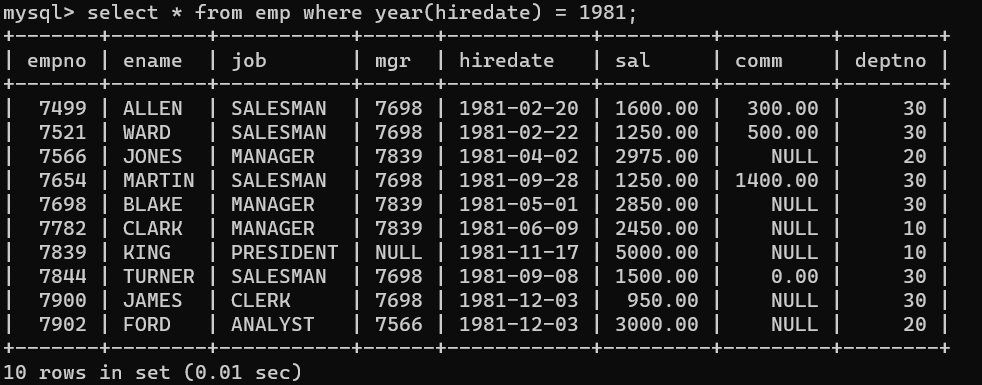 mysql> select * from emp where year(hiredate) = 1981;
+-------+--------+-----------+------+------------+---------+---------+--------+
| empno | ename  | job       | mgr  | hiredate   | sal     | comm    | deptno |
+-------+--------+-----------+------+------------+---------+---------+--------+
|  7499 | ALLEN  | SALESMAN  | 7698 | 1981-02-20 | 1600.00 |  300.00 |     30 |
|  7521 | WARD   | SALESMAN  | 7698 | 1981-02-22 | 1250.00 |  500.00 |     30 |
|  7566 | JONES  | MANAGER   | 7839 | 1981-04-02 | 2975.00 |    NULL |     20 |
|  7654 | MARTIN | SALESMAN  | 7698 | 1981-09-28 | 1250.00 | 1400.00 |     30 |
|  7698 | BLAKE  | MANAGER   | 7839 | 1981-05-01 | 2850.00 |    NULL |     30 |
|  7782 | CLARK  | MANAGER   | 7839 | 1981-06-09 | 2450.00 |    NULL |     10 |
|  7839 | KING   | PRESIDENT | NULL | 1981-11-17 | 5000.00 |    NULL |     10 |
|  7844 | TURNER | SALESMAN  | 7698 | 1981-09-08 | 1500.00 |    0.00 |     30 |
|  7900 | JAMES  | CLERK     | 7698 | 1981-12-03 |  950.00 |    NULL |     30 |
|  7902 | FORD   | ANALYST   | 7566 | 1981-12-03 | 3000.00 |    NULL |     20 |
+-------+--------+-----------+------+------------+---------+---------+--------+
10 rows in set (0.01 sec)